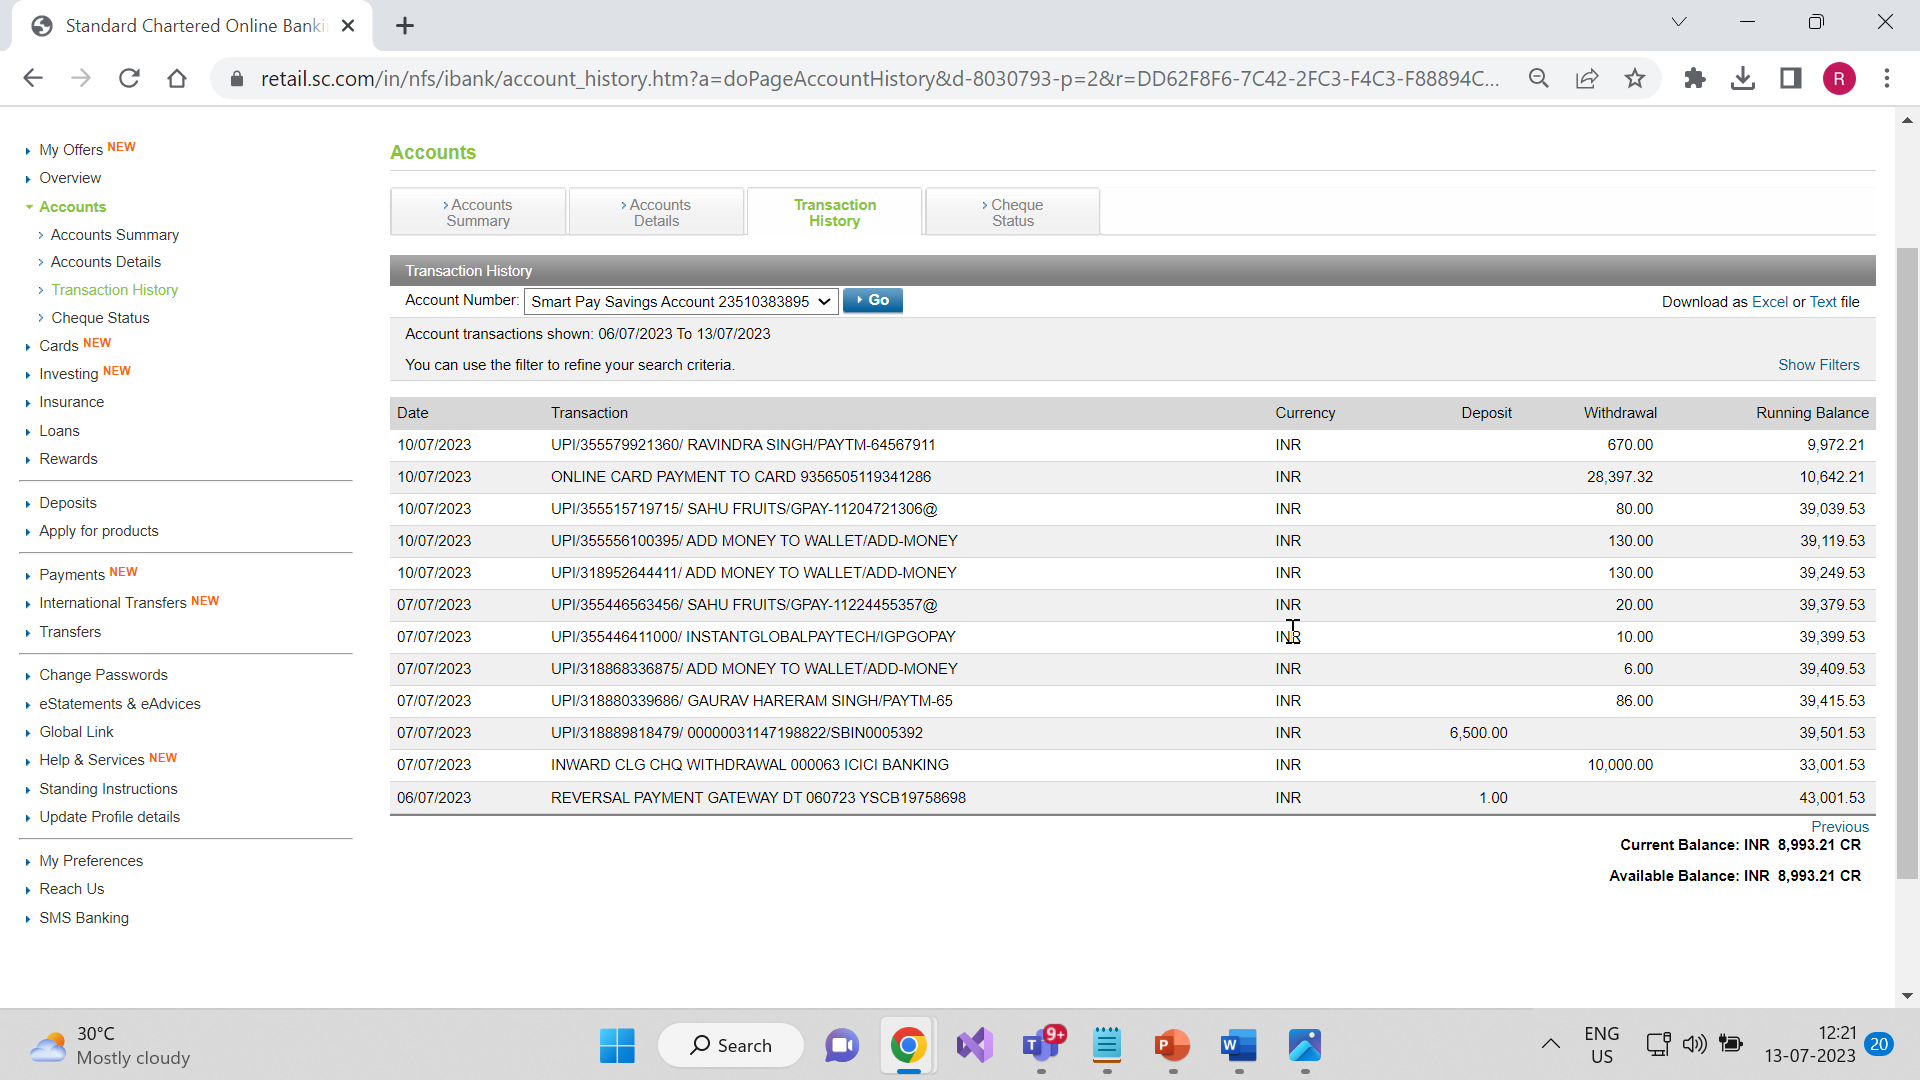 Standard Chartered Online Banki
retail.sc.com/in/nfs/ibank/account_history.htm?a=doPageAccountHistory&d-8030793-p=2&r=DD62F8F6-7C42-2FC3-F4C3-F88894C...
R
My Offers NEW
Overview
Accounts
Accounts Summary
Accounts Details
Transaction History
Cheque Status
Cards NEW
Investing NEW
Insurance
Loans
Rewards
Deposits
Apply for products
Payments NEW
International Transfers NEW
Transfers
Change Passwords
eStatements & eAdvices
Global Link
Help & Services NEW
Standing Instructions
Update Profile details
My Preferences
Reach Us
SMS Banking
Accounts
Accounts
Summary
Accounts
Details
Transaction
History
Cheque
Status
Transaction History
Account Number: Smart Pay Savings Account 23510383895 Go Download as Excel or Text file
Account transactions shown: 06/07/2023 To 13/07/2023
You can use the filter to refine your search criteria. Show Filters
Date Transaction Currency Deposit Withdrawal Running Balance
10/07/2023 UPI/355579921360/ RAVINDRA SINGH/PAYTM-64567911 INR 670.00 9,972.21
10/07/2023 ONLINE CARD PAYMENT TO CARD 9356505119341286 INR 28,397.32 10,642.21
10/07/2023 UPI/355515719715/ SAHU FRUITS/GPAY-11204721306@ INR 80.00 39,039.53
10/07/2023 UPI/355556100395/ ADD MONEY TO WALLET/ADD-MONEY INR 130.00 39,119.53
10/07/2023 UPI/318952644411/ ADD MONEY TO WALLET/ADD-MONEY INR 130.00 39,249.53
07/07/2023 UPI/355446563456/ SAHU FRUITS/GPAY-11224455357@ INR 20.00 39,379.53
07/07/2023 UPI/355446411000/ INSTANTGLOBALPAYTECH/IGPGOPAY INR 10.00 39,399.53
07/07/2023 UPI/318868336875/ ADD MONEY TO WALLET/ADD-MONEY INR 6.00 39,409.53
07/07/2023 UPI/318880339686/ GAURAV HARERAM SINGH/PAYTM-65 INR 86.00 39,415.53
07/07/2023 UPI/318889818479/ 00000031147198822/SBIN0005392 INR 6,500.00 39,501.53
07/07/2023 INWARD CLG CHQ WITHDRAWAL 000063 ICICI BANKING INR 10,000.00 33,001.53
06/07/2023 REVERSAL PAYMENT GATEWAY DT 060723 YSCB19758698 INR 1.00 43,001.53
Previous
Current Balance: INR 8,993.21 CR
Available Balance: INR 8,993.21 CR
30°C
Mostly cloudy
Search
9+
ENG
US
12:21
13-07-2023
20